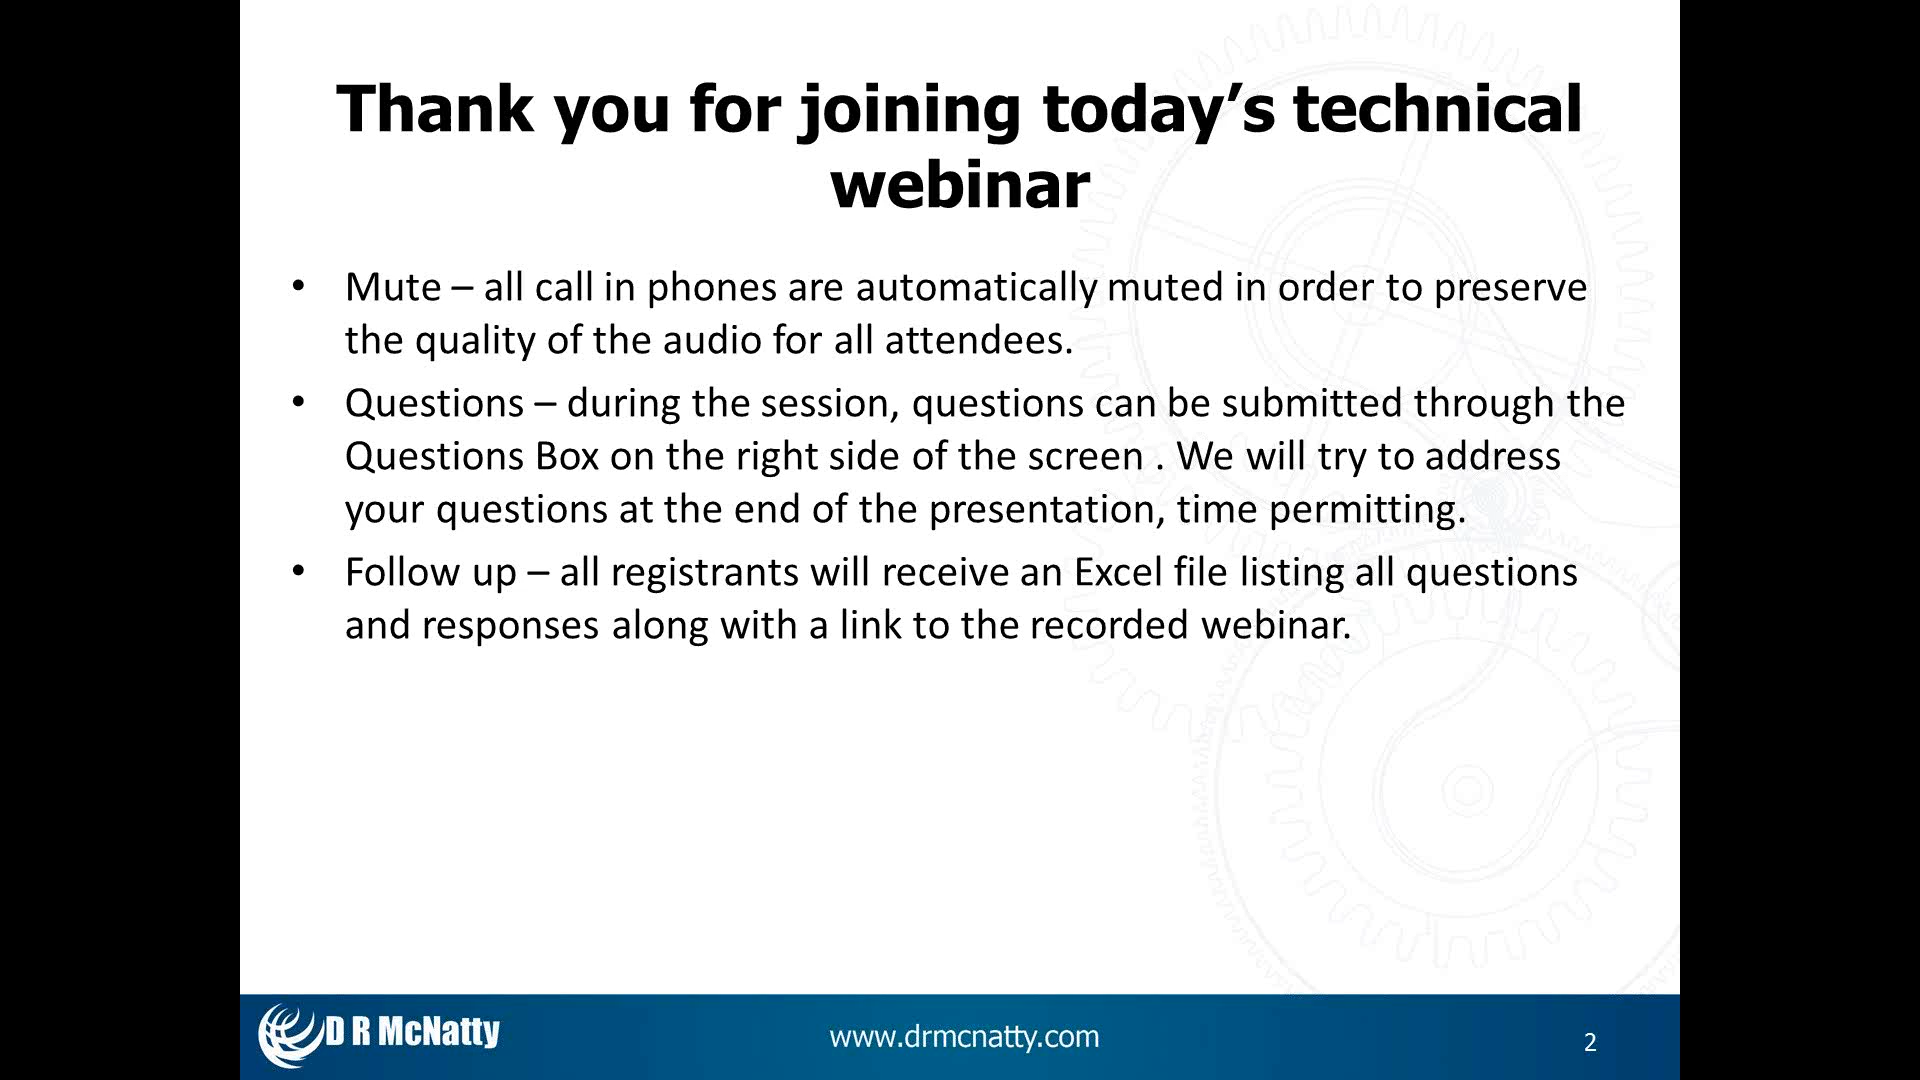 Thank you for joining today’s technical
webinar
• Mute – all call in phones are automatically muted in order to preserve
the quality of the audio for all attendees.
• Questions – during the session, questions can be submitted through the
Questions Box on the right side of the screen . We will try to address
your questions at the end of the presentation, time permitting.
• Follow up – all registrants will receive an Excel file listing all questions
and responses along with a link to the recorded webinar.
D R McNatty
www.drmcnatty.com
2